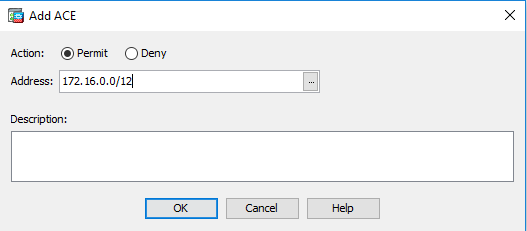 Add ACE
Action: Permit Deny
Address: 172.16.0.0/12 ...
Description:
OK Cancel Help